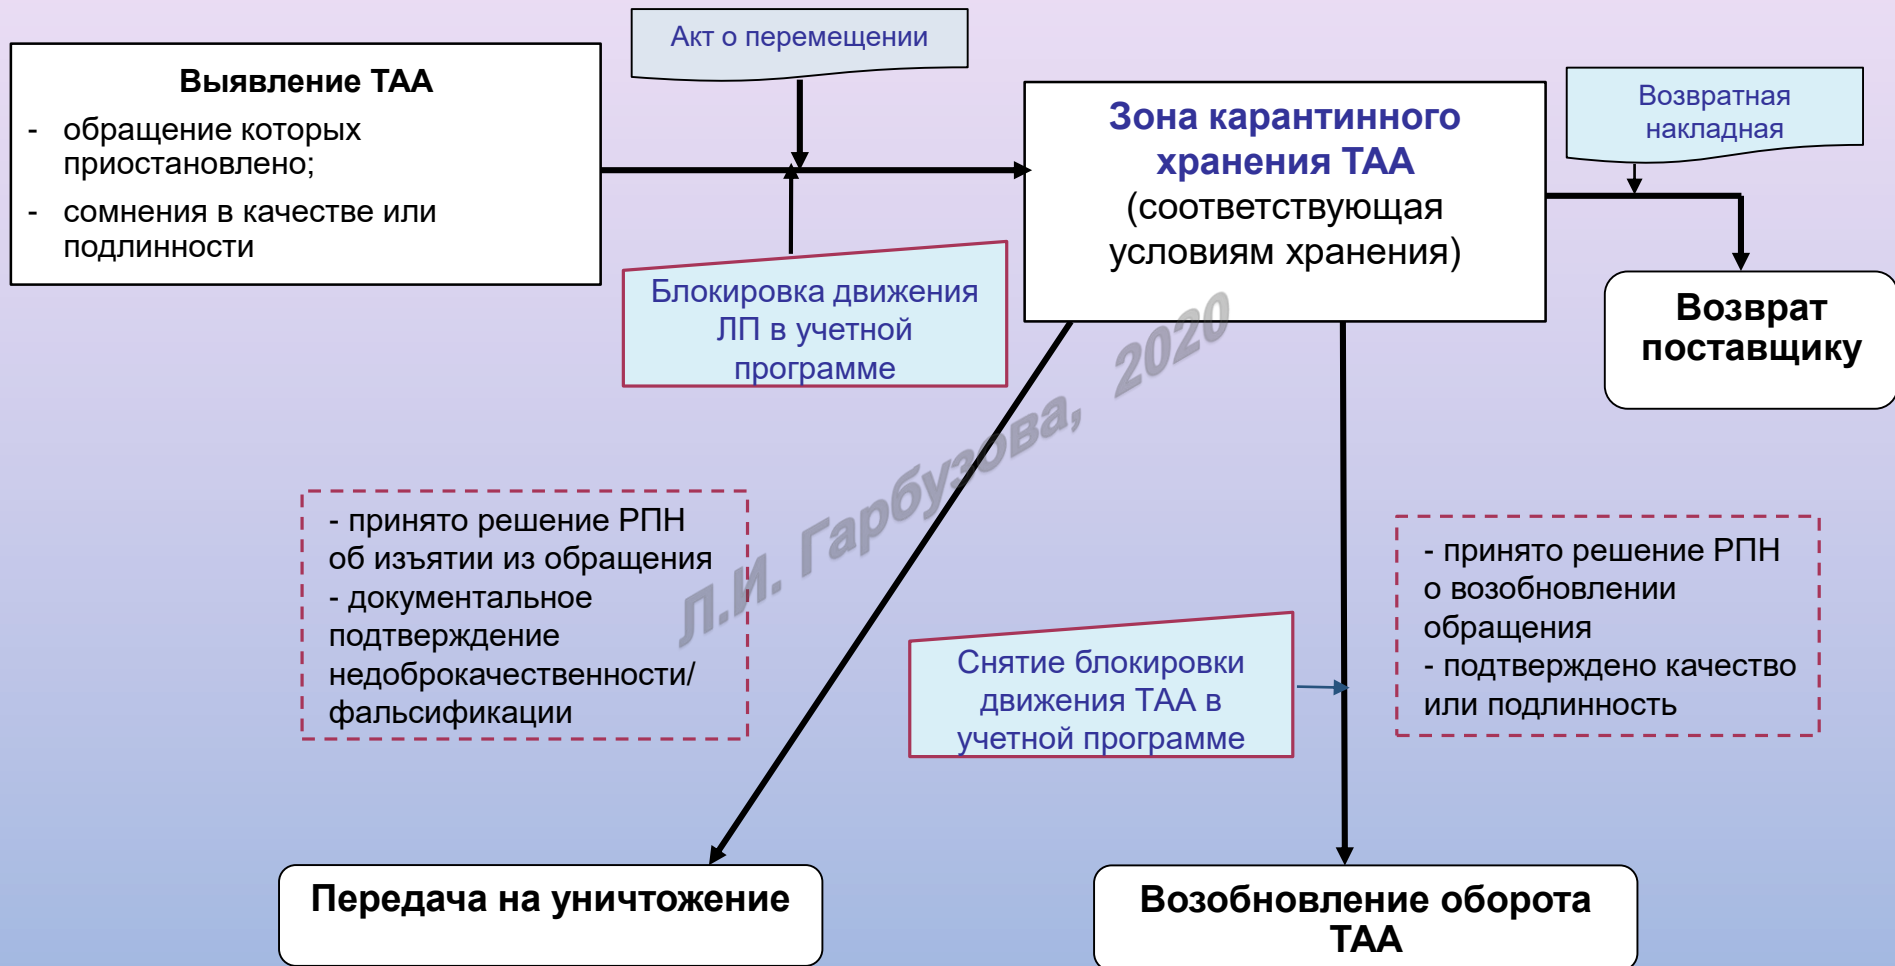 Акт о перемещении
Выявление ТАА
- обращение которых
приостановлено;
- сомнения в качестве или
подлинности
Зона карантинного
хранения ТАА
(соответствующая
условиям хранения)
Возвратная
накладная
Блокировка движения
ЛП в учетной
программе
Возврат
поставщику
Л.И. Гарбузова, 2020
- принято решение РПН
об изъятии из обращения
- документальное
подтверждение
недоброкачественности/
фальсификации
- принято решение РПН
о возобновлении
обращения
- подтверждено качество
или подлинность
Снятие блокировки
движения ТАА в
учетной программе
Передача на уничтожение
Возобновление оборота
ТАА